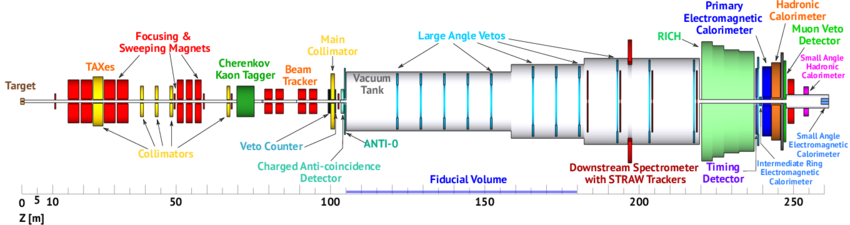 Target
TAXes
Focusing &
Sweeping Magnets
Collimators
Cherenkov
Kaon Tagger
Beam
Tracker
Main
Collimator
Veto Counter
Charged Anti-coincidence
Detector
ANTI-0
Vacuum
Tank
Large Angle Vetos
Fiducial Volume
Downstream Spectrometer
with STRAW Trackers
RICH
Timing
Detector
Primary
Electromagnetic
Calorimeter
Hadronic
Calorimeter
Muon Veto
Detector
Small Angle
Hadronic
Calorimeter
Small Angle
Electromagnetic
Calorimeter
Intermediate Ring
Electromagnetic
Calorimeter
0 5 10 50 100 150 200 250
Z [m]